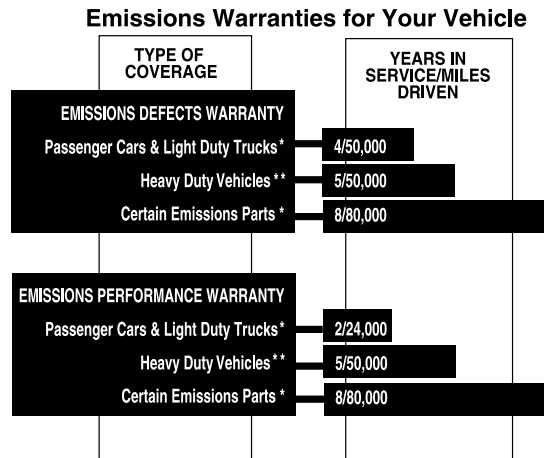 Emissions Warranties for Your Vehicle
TYPE OF
COVERAGE
YEARS IN
SERVICE/MILES
DRIVEN
EMISSIONS DEFECTS WARRANTY
Passenger Cars & Light Duty Trucks* 4/50,000
Heavy Duty Vehicles** 5/50,000
Certain Emissions Parts * 8/80,000
EMISSIONS PERFORMANCE WARRANTY
Passenger Cars & Light Duty Trucks* 2/24,000
Heavy Duty Vehicles** 5/50,000
Certain Emissions Parts * 8/80,000